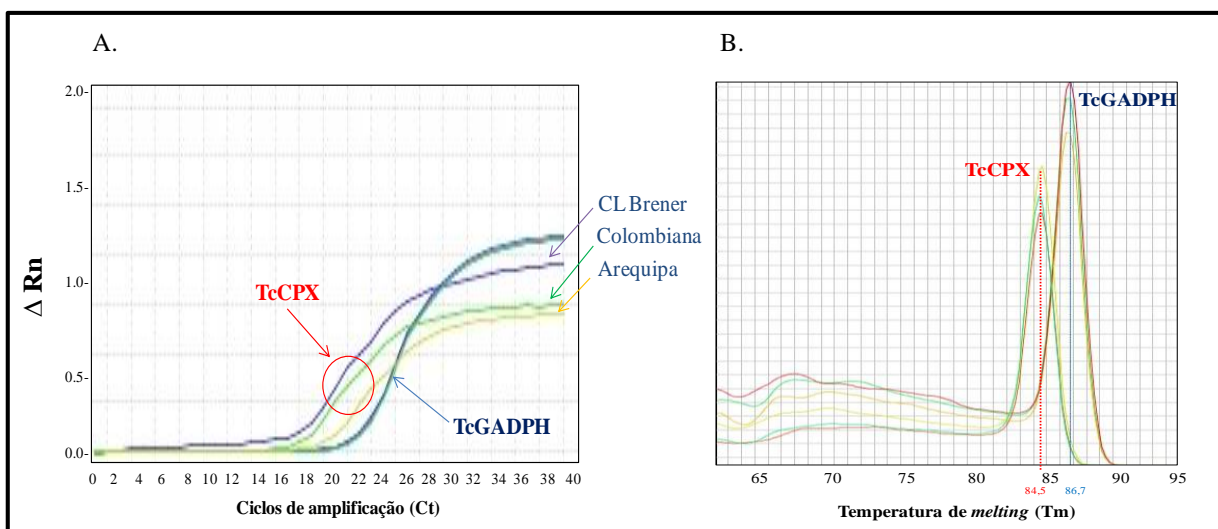 A.
2.0-
1.5-
1.0-
0.5-
0.0-
Δ Rn
TcCPX
TcGADPH
CL Brener
Colombiana
Arequipa
0 2 4 6 8 10 12 14 16 18 20 22 24 26 28 30 32 34 36 38 40
Ciclos de amplificação (Ct)
B.
TcGADPH
TcCPX
65 70 75 80 85 90 95
84,5 86,7
Temperatura de melting (Tm)